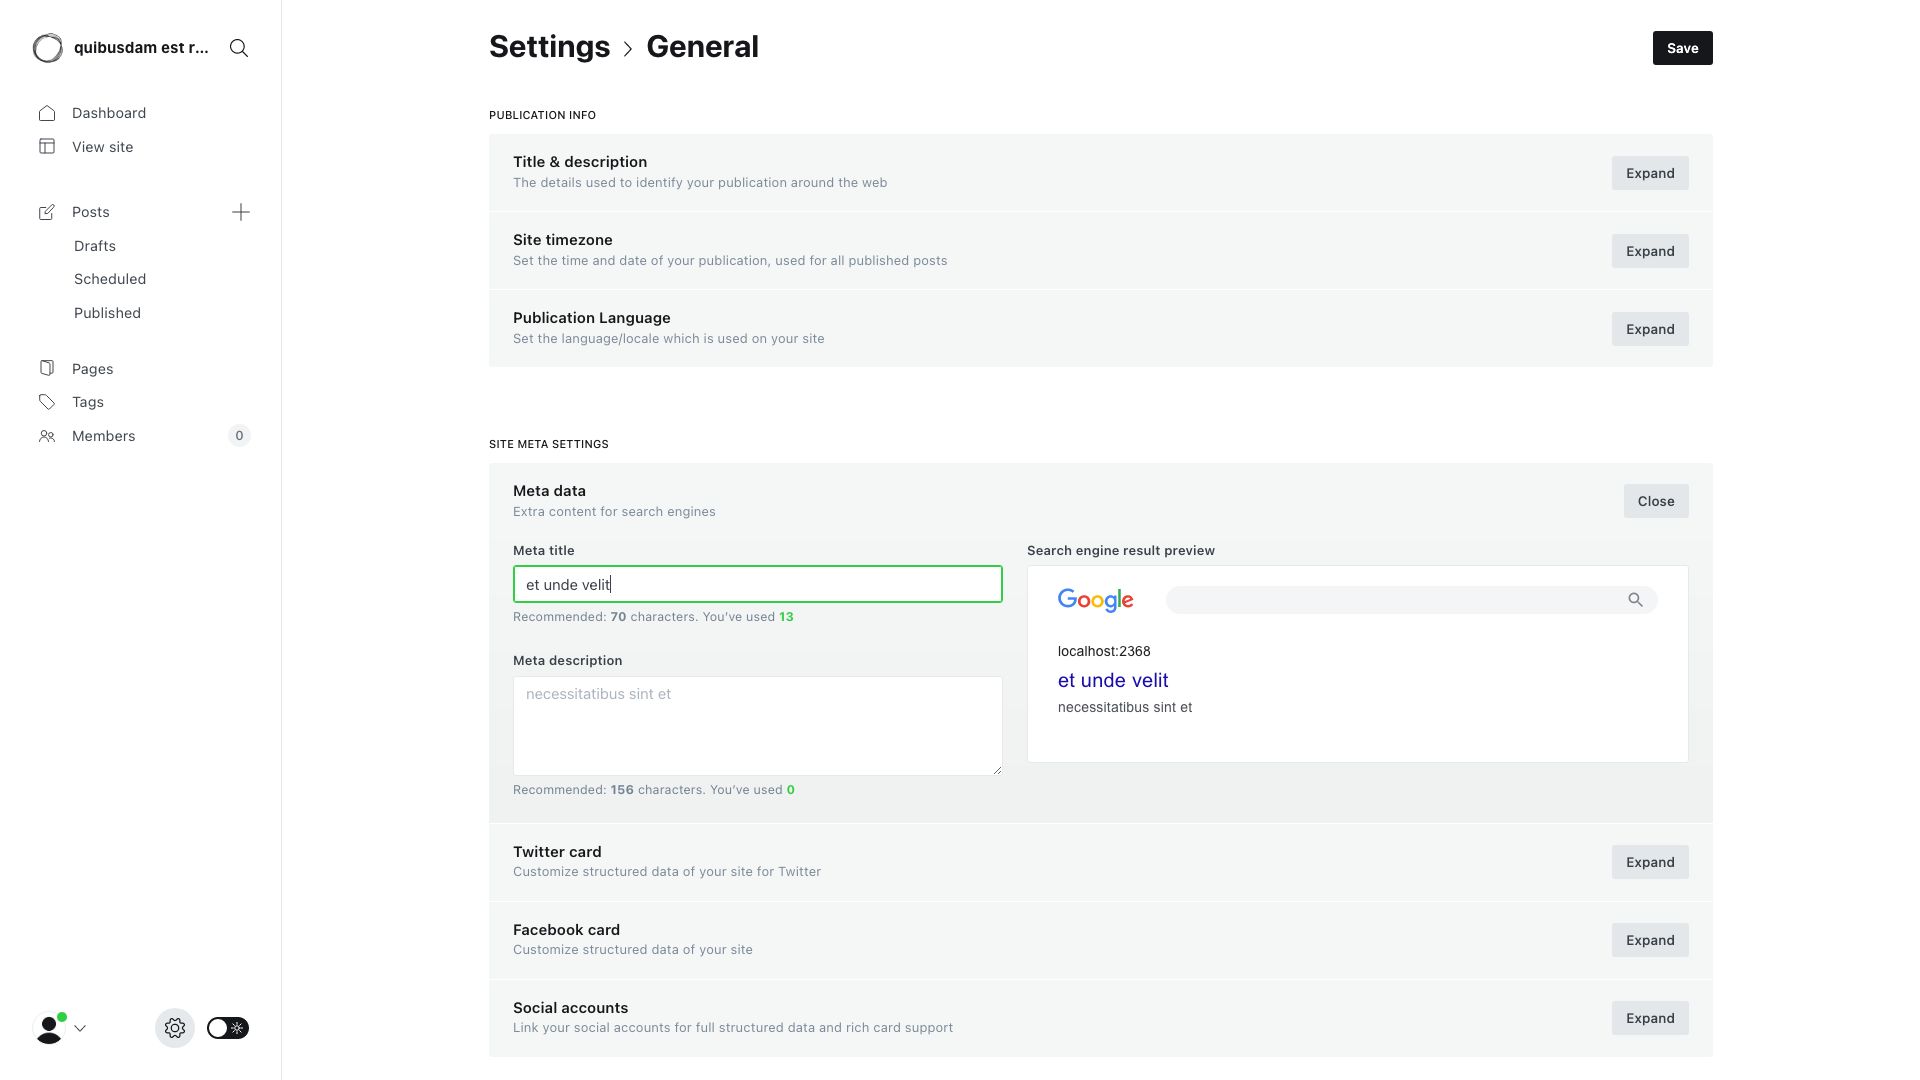 quibusdam est r...
Dashboard
View site
Posts
Drafts
Scheduled
Published
Pages
Tags
Members
0
Settings
General
Save
PUBLICATION INFO
Title & description
The details used to identify your publication around the web
Expand
Site timezone
Set the time and date of your publication, used for all published posts
Expand
Publication Language
Set the language/locale which is used on your site
Expand
SITE META SETTINGS
Meta data
Extra content for search engines
Close
Meta title
et unde velit
Recommended: 70 characters. You've used 13
Meta description
necessitatibus sint et
Recommended: 156 characters. You've used 0
Search engine result preview
Google
localhost:2368
et unde velit
necessitatibus sint et
Twitter card
Customize structured data of your site for Twitter
Expand
Facebook card
Customize structured data of your site
Expand
Social accounts
Link your social accounts for full structured data and rich card support
Expand